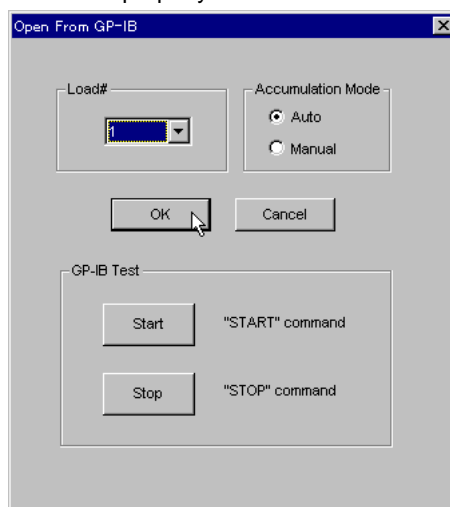 Open From GP-IB
Load#
1
Accumulation Mode
Auto
Manual
OK
Cancel
GP-IB Test
Start
"START" command
Stop
"STOP" command